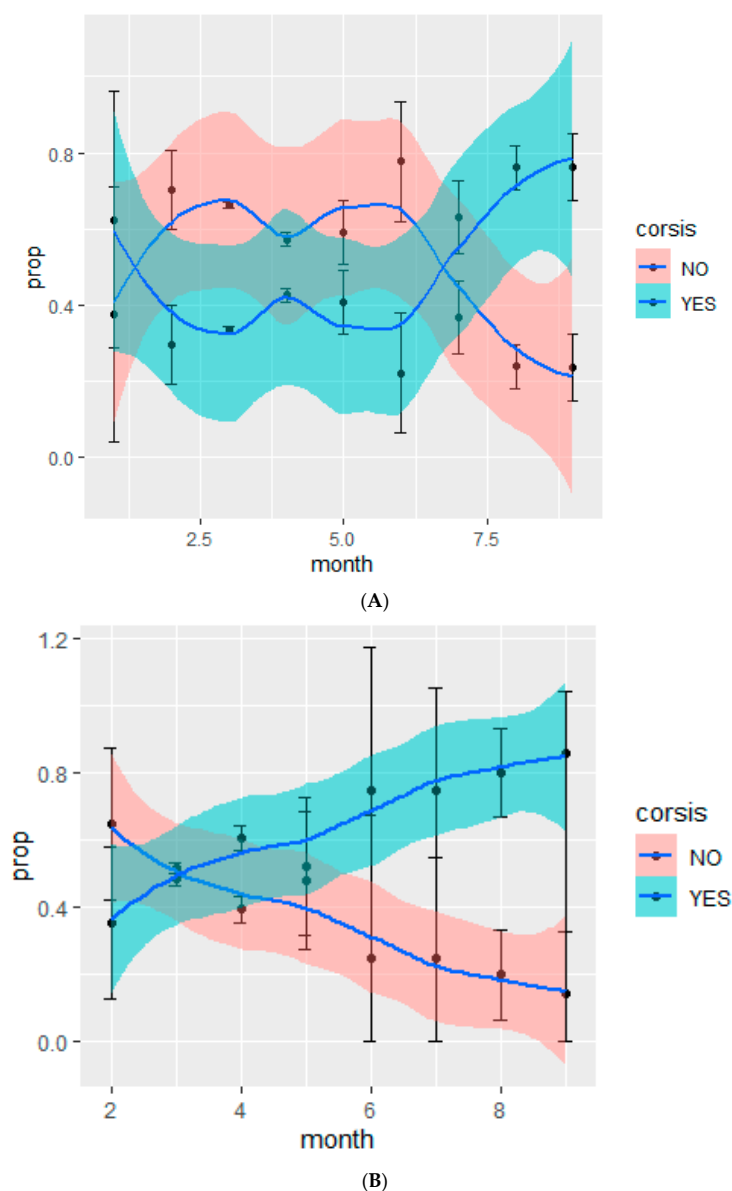 prop
0.8
0.4
0.0
2.5 5.0 7.5
month
corsis
NO
YES
(A)
prop
1.2
0.8
0.4
0.0
2 4 6 8
month
corsis
NO
YES
(B)